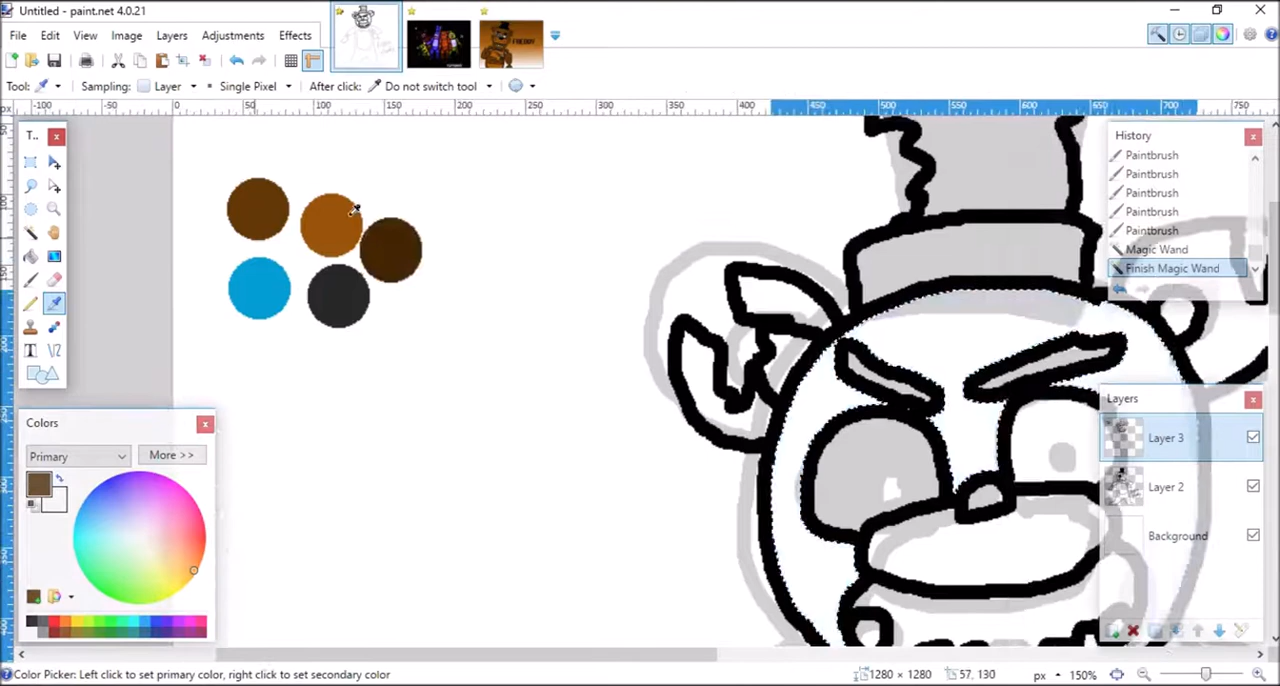 Untitled - paint.net 4.0.21
File Edit View Image Layers Adjustments Effects
Tool: Sampling: Layer Single Pixel After click: Do not switch tool
px -100 -50 0 50 100 150 200 250 300 350 400 450 500 550 600 650 700 750
T..
History
Paintbrush
Paintbrush
Paintbrush
Paintbrush
Paintbrush
Magic Wand
Finish Magic Wand
Colors
Primary More >>
Layers
Layer 3
Layer 2
Background
Color Picker: Left click to set primary color, right click to set secondary color 1280 × 1280 57, 130 px 150%